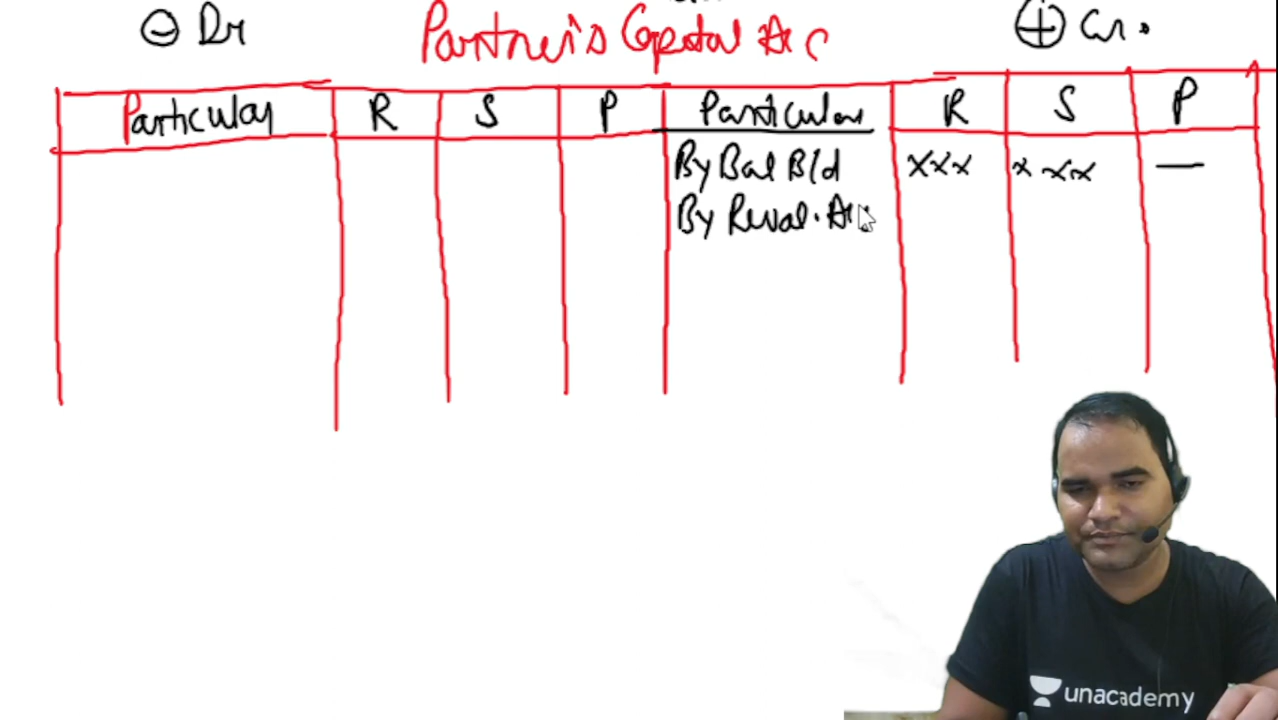 ⊖ Dr Partner's Capital A/c ⊕ Cr.
Particular R S P Particular R S P
By Bal B/d xxx xxx —
By Reval. A/c
unacademy